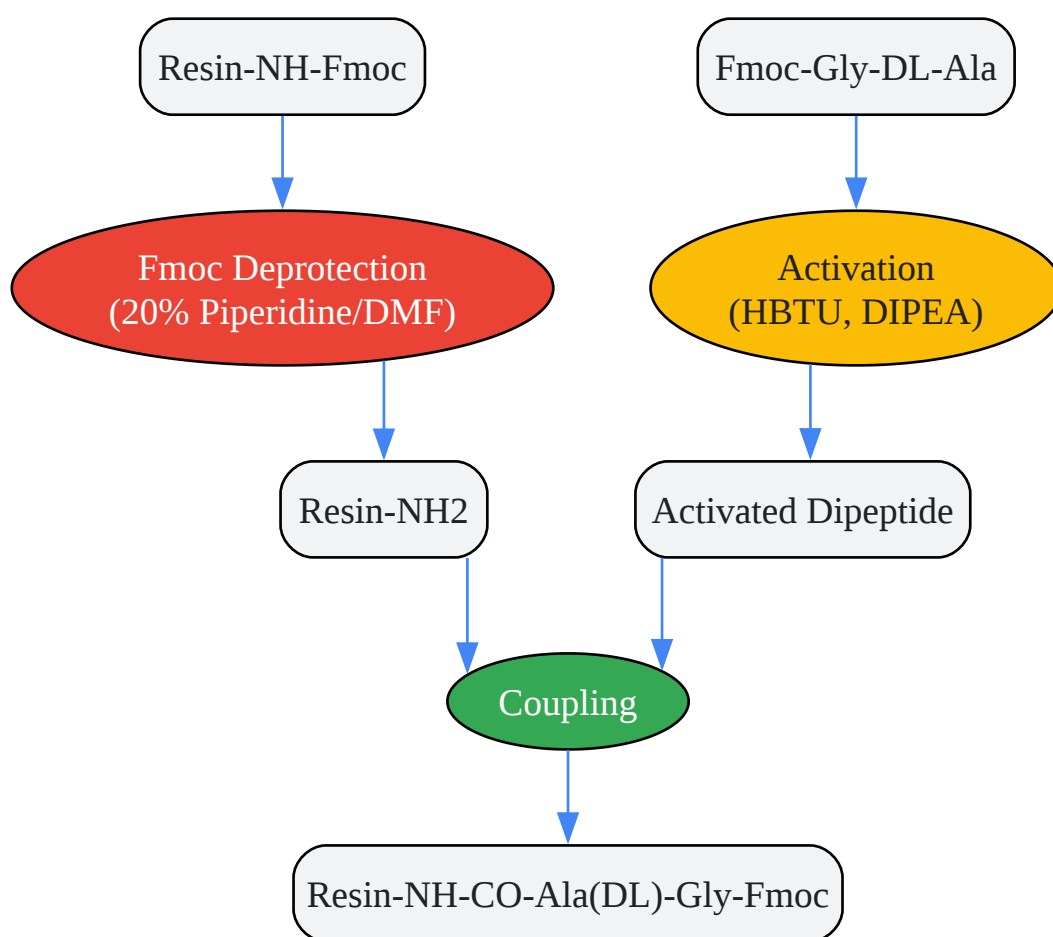 Resin-NH-Fmoc
Fmoc-Gly-DL-Ala
Fmoc Deprotection
(20% Piperidine/DMF)
Activation
(HBTU, DIPEA)
Resin-NH2
Activated Dipeptide
Coupling
Resin-NH-CO-Ala(DL)-Gly-Fmoc